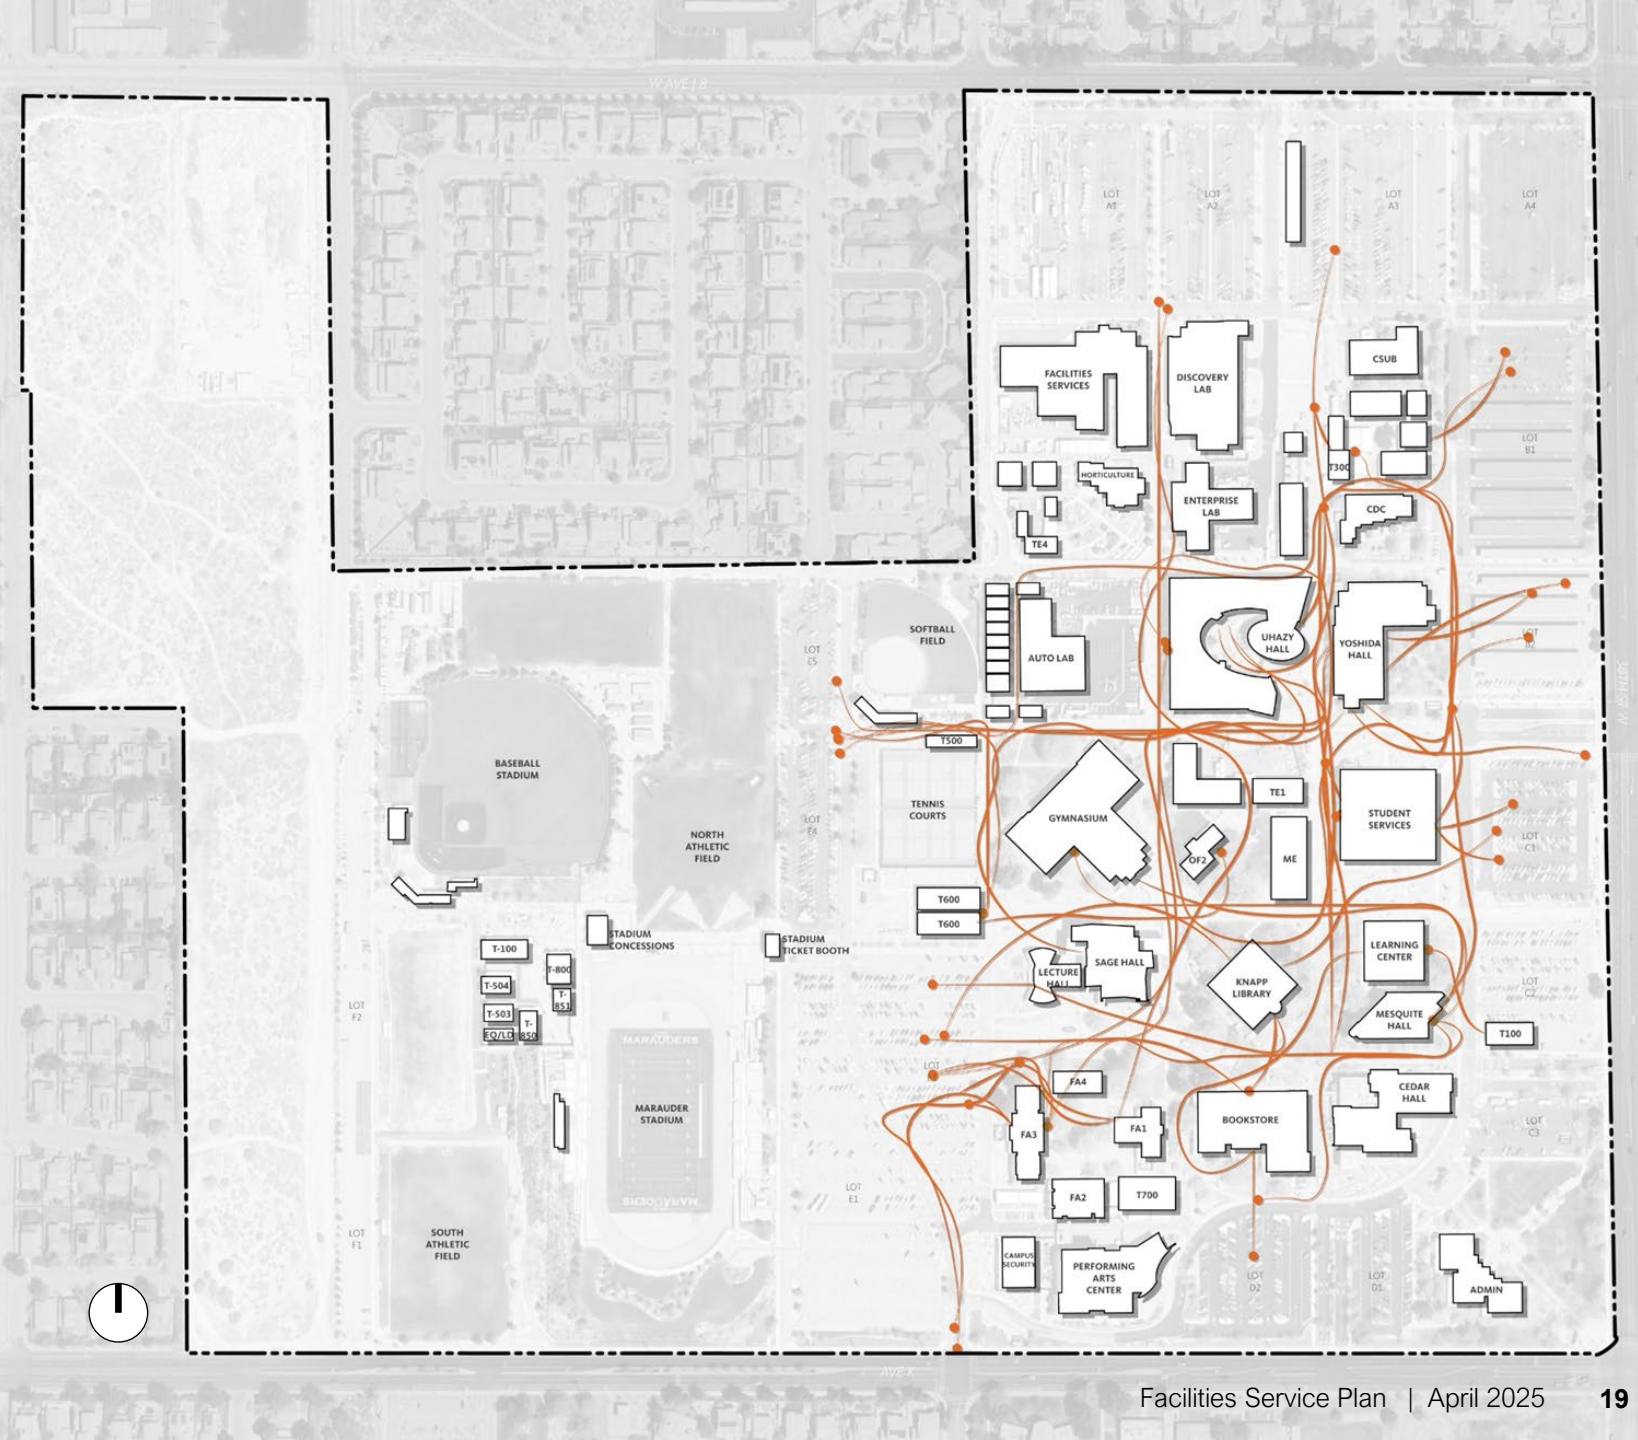 W AVE J 8
LOT
A1
LOT
A2
LOT
A3
LOT
A4
FACILITIES
SERVICES
DISCOVERY
LAB
CSUB
LOT
B1
T300
HORTICULTURE
ENTERPRISE
LAB
CDC
TE4
SOFTBALL
FIELD
LOT
E5
AUTO LAB
UHAZY
HALL
YOSHIDA
HALL
LOT
B2
T500
BASEBALL
STADIUM
TENNIS
COURTS
GYMNASIUM
TE1
STUDENT
SERVICES
LOT
E4
NORTH
ATHLETIC
FIELD
OF2
ME
LOT
C1
T600
T600
STADIUM
CONCESSIONS
STADIUM
TICKET BOOTH
T-100
T-800
T-504
T-
851
T-503
T-
850
EQ/LD
LOT
F2
LECTURE
HALL
SAGE HALL
KNAPP
LIBRARY
LEARNING
CENTER
MESQUITE
HALL
LOT
C2
T100
MARAUDERS
MARAUDER
STADIUM
MARAUDERS
LOT
FA4
FA3
FA1
BOOKSTORE
CEDAR
HALL
LOT
C3
LOT
E1
FA2
T700
LOT
F1
SOUTH
ATHLETIC
FIELD
CAMPUS
SECURITY
PERFORMING
ARTS
CENTER
LOT
D2
LOT
D1
ADMIN
AVE K
Facilities Service Plan | April 2025 19